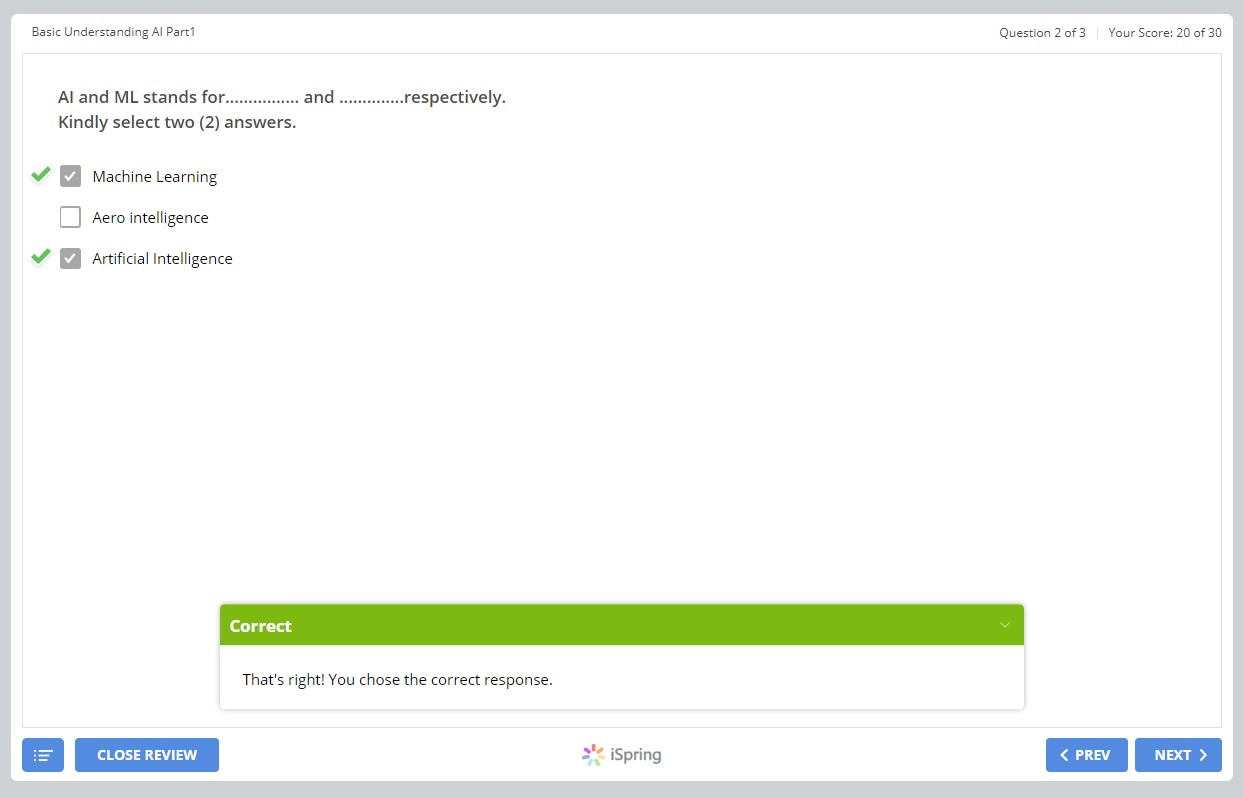 Basic Understanding AI Part1
Question 2 of 3 | Your Score: 20 of 30
AI and ML stands for................ and ..............respectively.
Kindly select two (2) answers.
Machine Learning
Aero intelligence
Artificial Intelligence
Correct
That's right! You chose the correct response.
CLOSE REVIEW
iSpring
PREV
NEXT